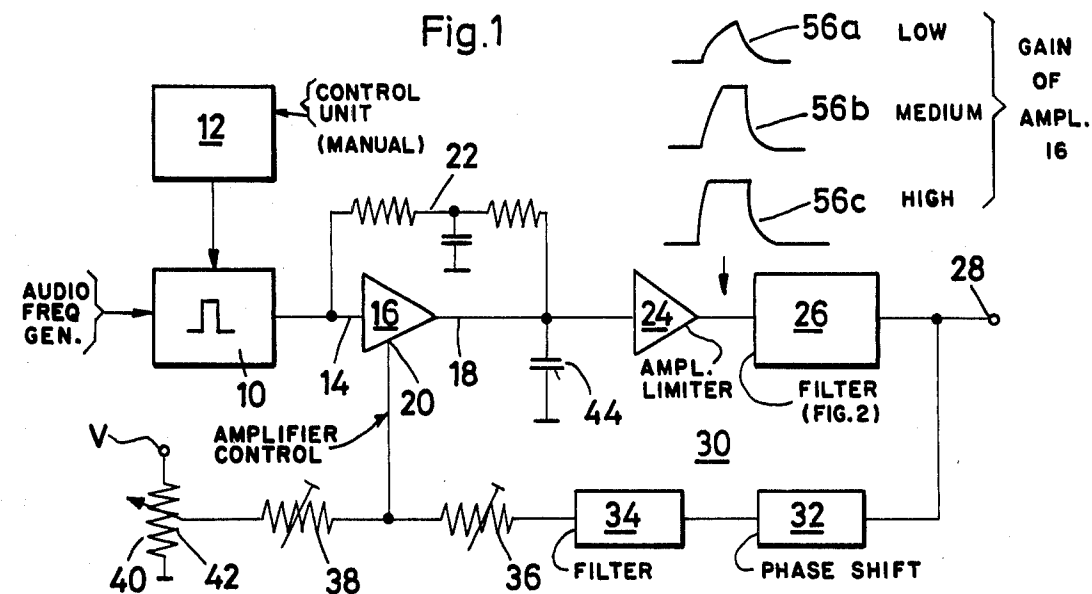 Fig.1
56a LOW
56b MEDIUM
56c HIGH
GAIN
OF
AMPL.
16
12
CONTROL
UNIT
(MANUAL)
22
AUDIO
FREQ
GEN.
10
14
16
18
20
24
AMPL.
LIMITER
26
FILTER
(FIG.2)
28
44
AMPLIFIER
CONTROL
30
V
40
42
38
36
34
FILTER
32
PHASE SHIFT